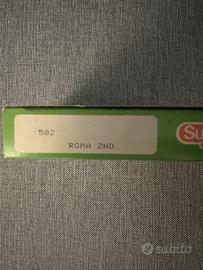 502
ROMA 2ND
Su
subito